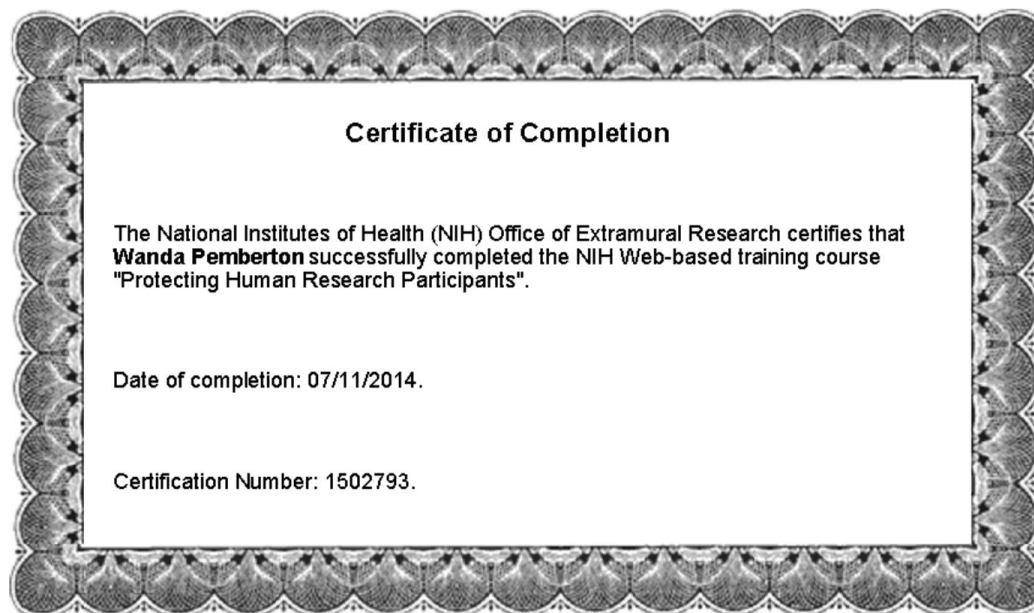 Certificate of Completion
The National Institutes of Health (NIH) Office of Extramural Research certifies that
Wanda Pemberton successfully completed the NIH Web-based training course
"Protecting Human Research Participants".
Date of completion: 07/11/2014.
Certification Number: 1502793.